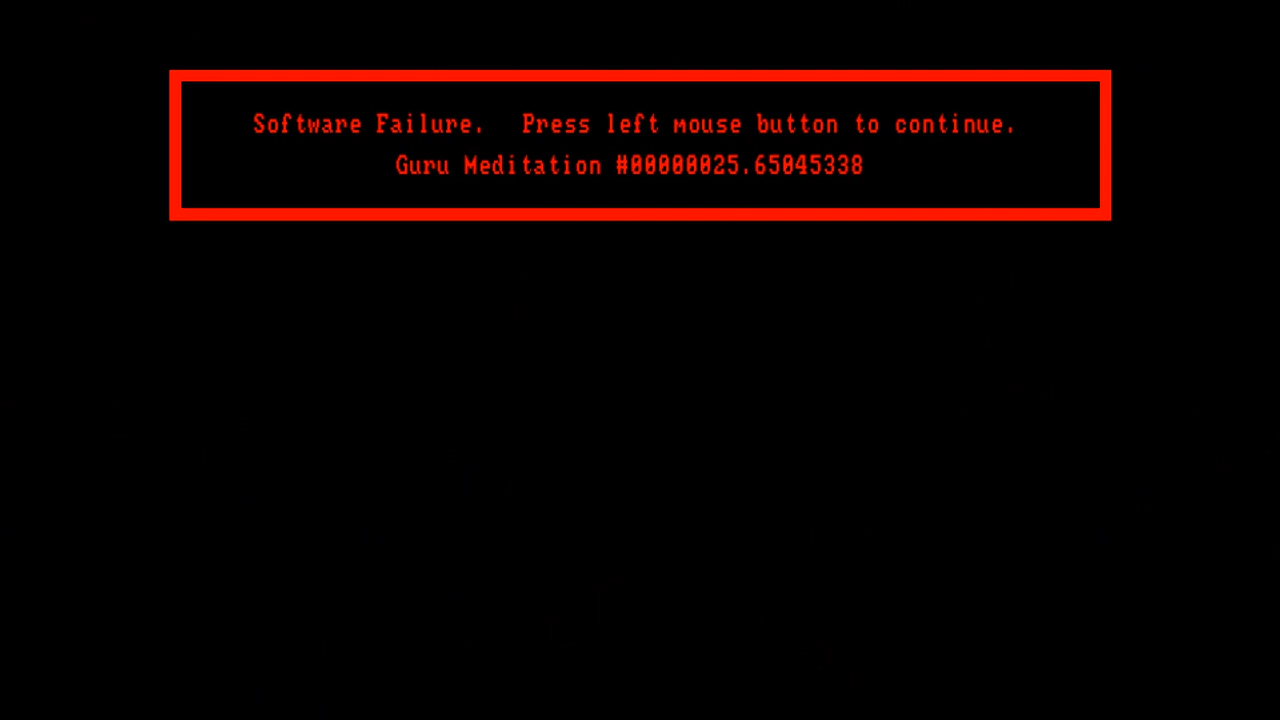 Software Failure.  Press left mouse button to continue.
Guru Meditation #00000025.65045338